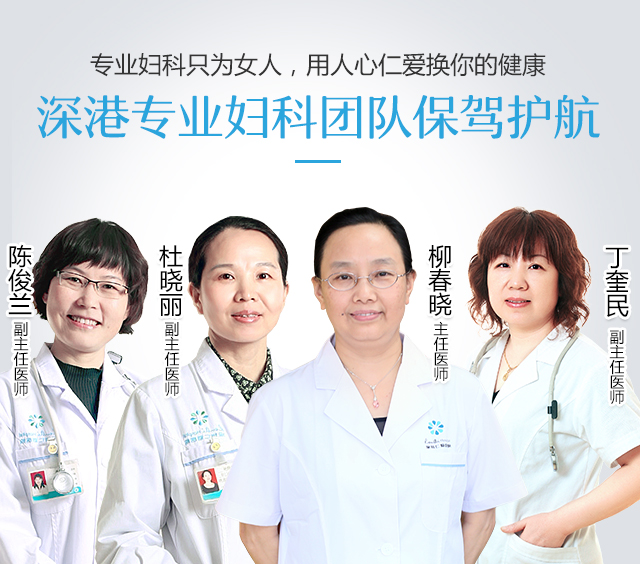 专业妇科只为女人，用人心仁爱换你的健康
深港专业妇科团队保驾护航
陈俊兰
副主任医师
杜晓丽
副主任医师
柳春晓
主任医师
丁奎民
副主任医师